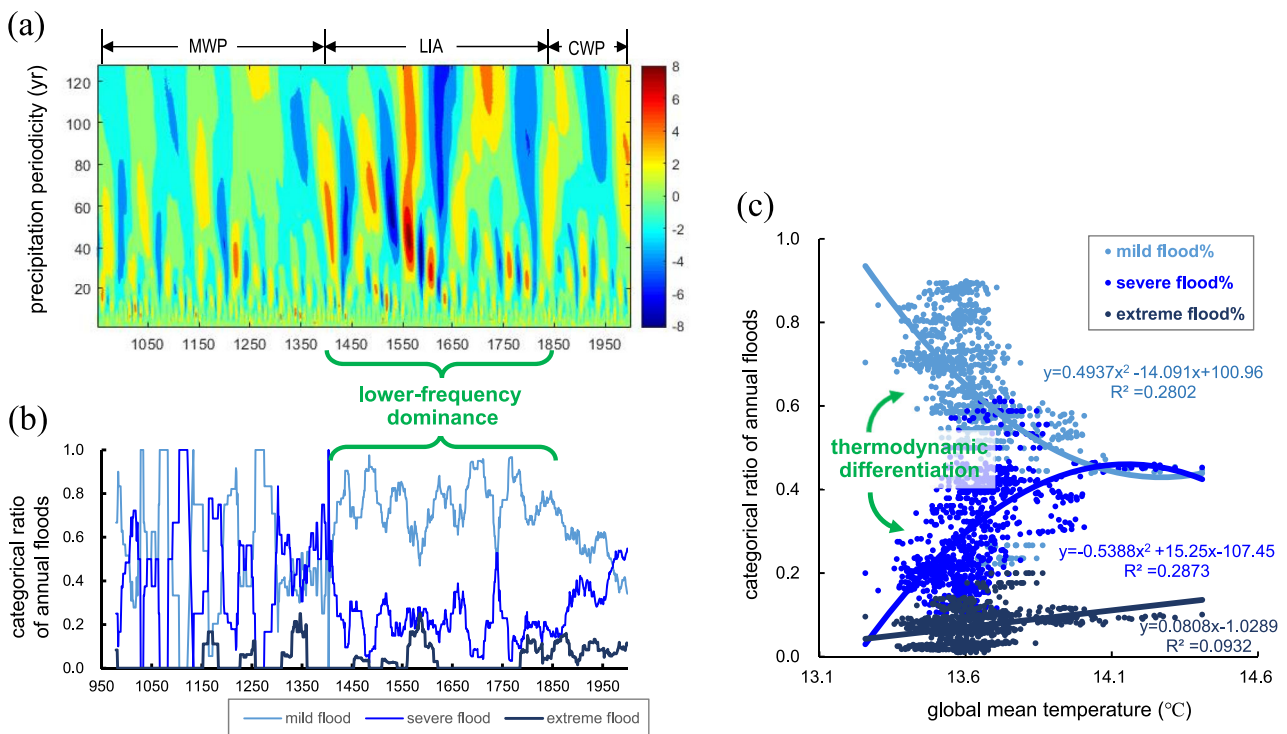 (a)
MWP
LIA
CWP
precipitation periodicity (yr)
120
100
80
60
40
20
8
6
4
2
0
-2
-4
-6
-8
1050
1150
1250
1350
1450
1550
1650
1750
1850
1950
lower-frequency
dominance
(b)
categorical ratio
of annual floods
1.0
0.8
0.6
0.4
0.2
0.0
950
1050
1150
1250
1350
1450
1550
1650
1750
1850
1950
mild flood
severe flood
extreme flood
(c)
categorical ratio of annual floods
1.0
0.8
0.6
0.4
0.2
0.0
mild flood%
severe flood%
extreme flood%
y=0.4937x² -14.091x+100.96
R² =0.2802
thermodynamic
differentiation
y=-0.5388x² +15.25x-107.45
R² =0.2873
y=0.0808x-1.0289
R² =0.0932
13.1
13.6
14.1
14.6
global mean temperature (℃)